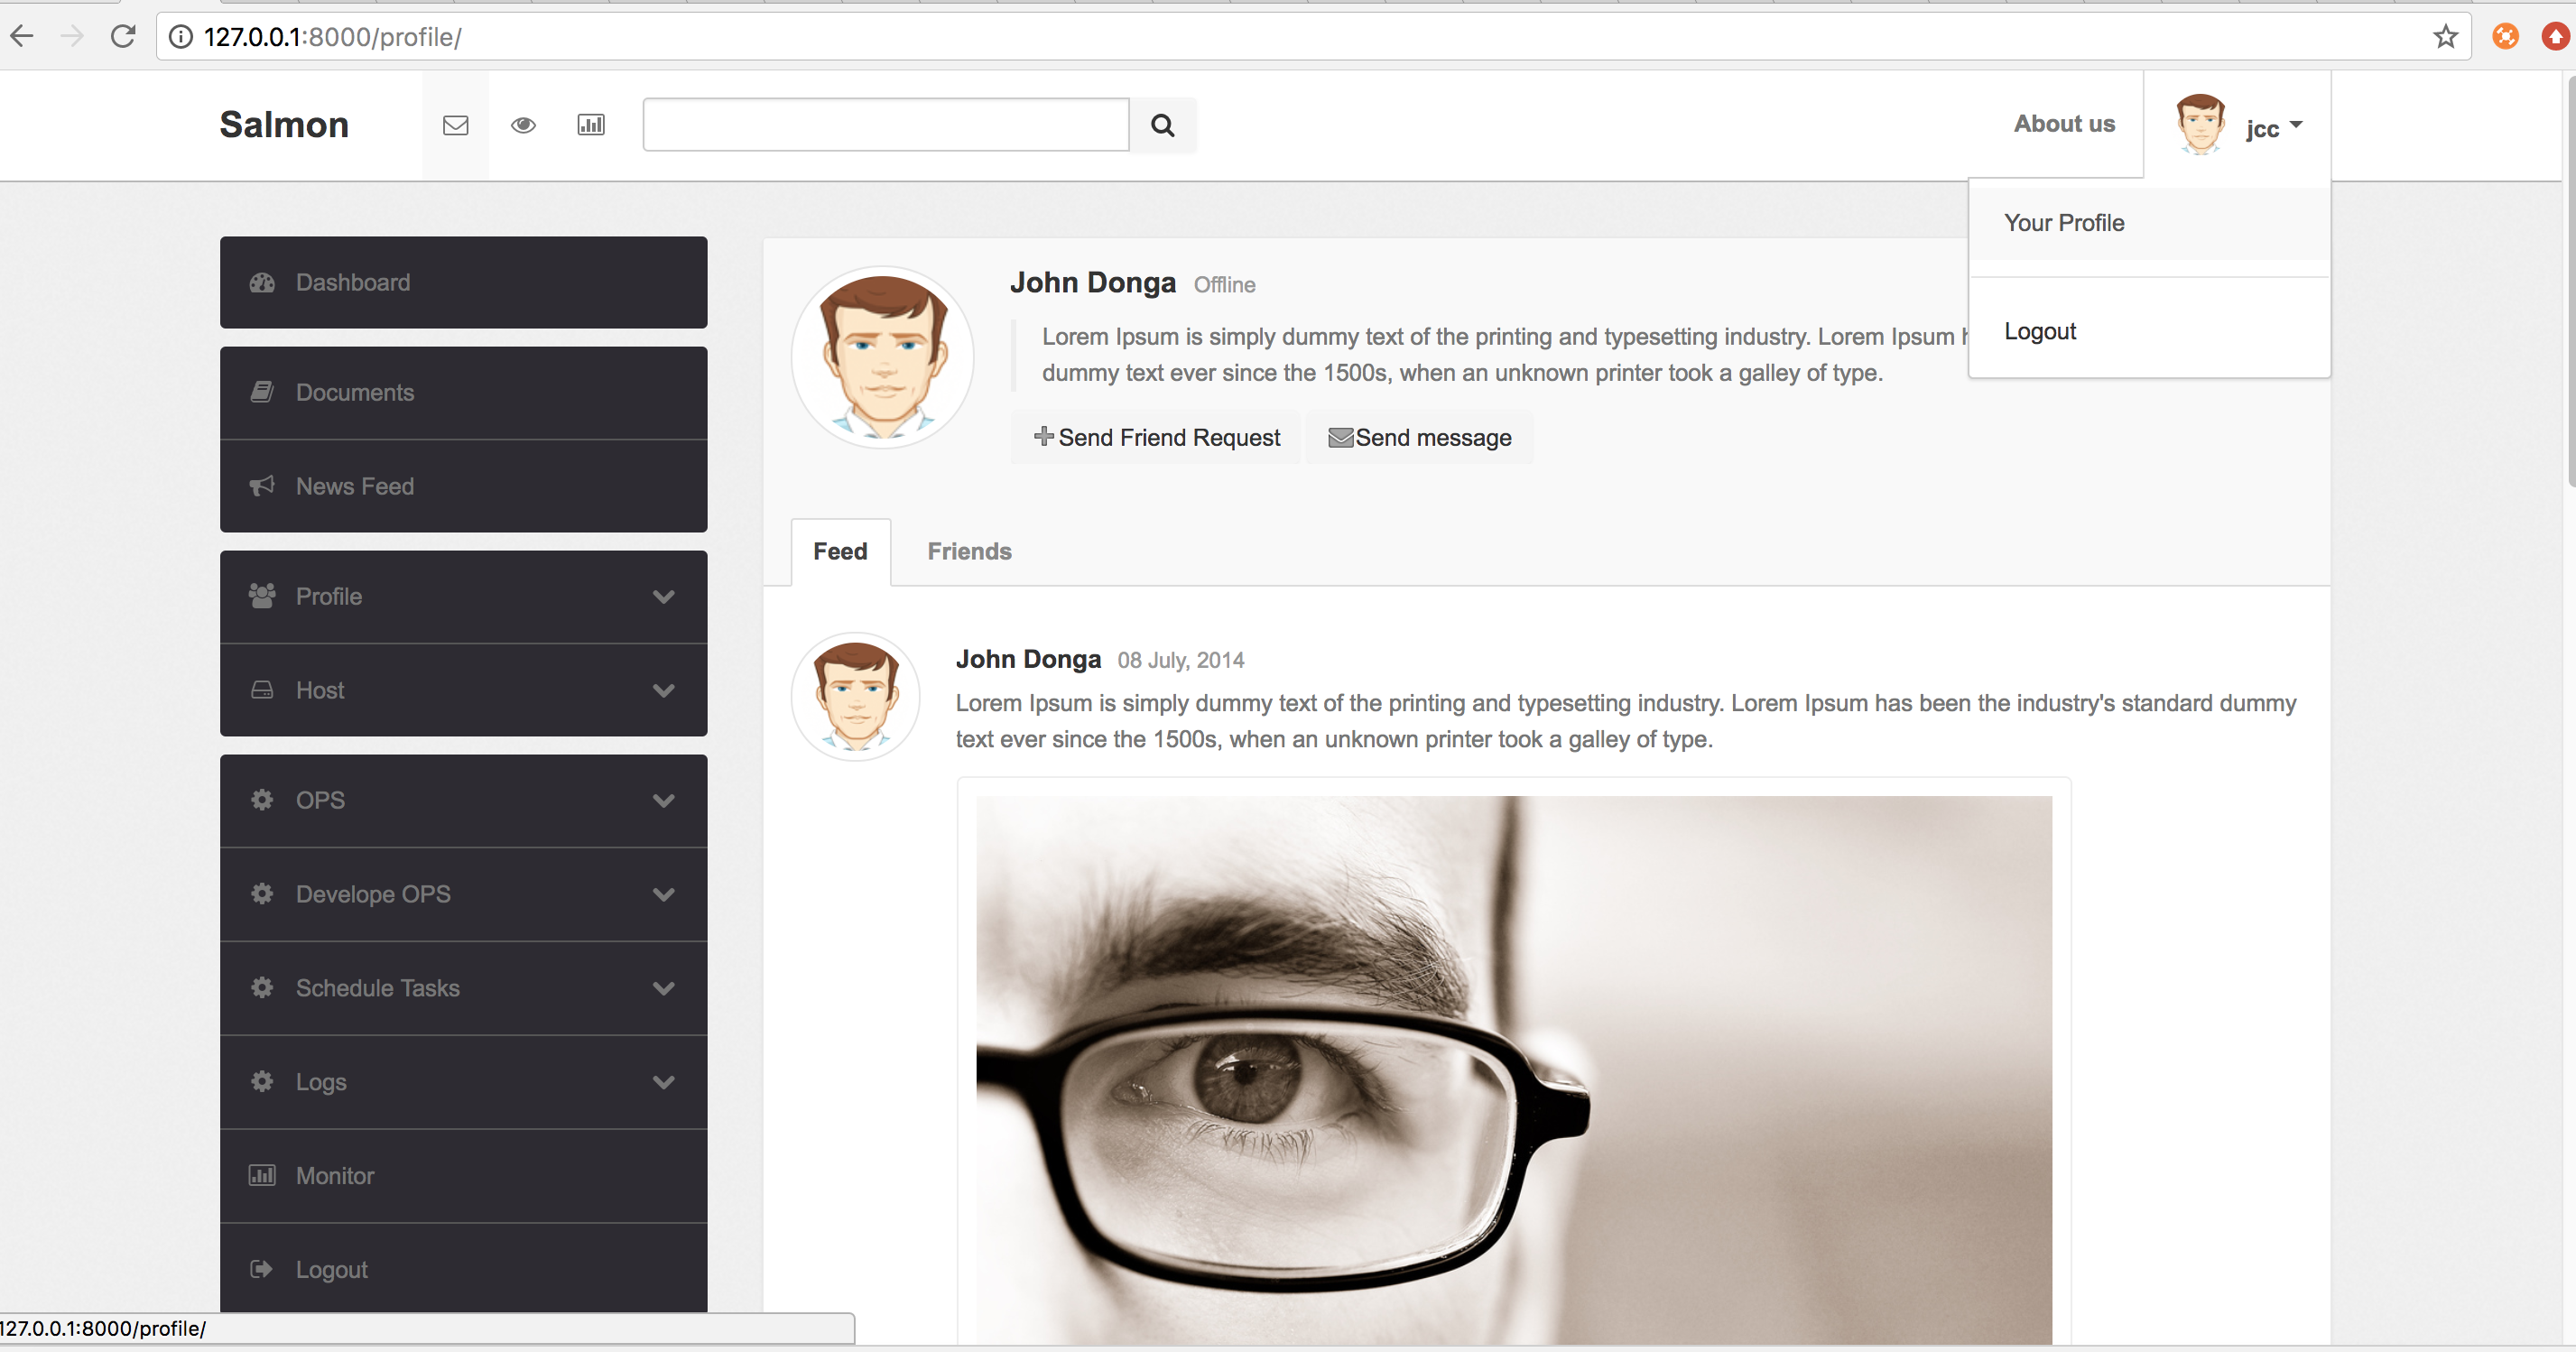 127.0.0.1:8000/profile/
Salmon
About us
jcc
Your Profile
Logout
Dashboard
Documents
News Feed
Profile
Host
OPS
Develope OPS
Schedule Tasks
Logs
Monitor
Logout
John Donga Offline
Lorem Ipsum is simply dummy text of the printing and typesetting industry. Lorem Ipsum
dummy text ever since the 1500s, when an unknown printer took a galley of type.
Send Friend Request Send message
Feed Friends
John Donga 08 July, 2014
Lorem Ipsum is simply dummy text of the printing and typesetting industry. Lorem Ipsum has been the industry's standard dummy
text ever since the 1500s, when an unknown printer took a galley of type.
127.0.0.1:8000/profile/